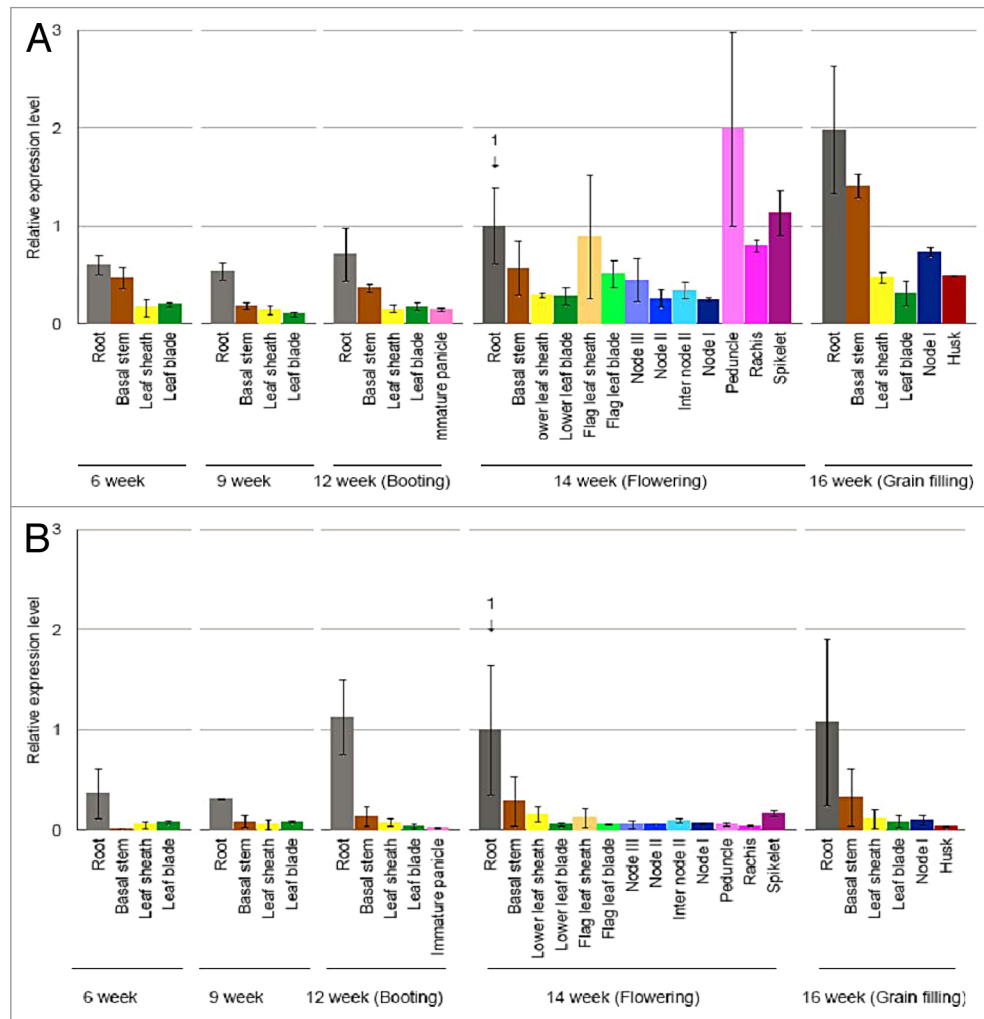 A
Relative expression level
3
2
1
0
1
Root
Basal stem
Leaf sheath
Leaf blade
Root
Basal stem
Leaf sheath
Leaf blade
Root
Basal stem
Leaf sheath
Leaf blade
mmature panicle
Root
Basal stem
ower leaf sheath
Lower leaf blade
Flag leaf sheath
Flag leaf blade
Node III
Node II
Inter node II
Node I
Peduncle
Rachis
Spikelet
Root
Basal stem
Leaf sheath
Leaf blade
Node I
Husk
6 week
9 week
12 week (Booting)
14 week (Flowering)
16 week (Grain filling)
B
Relative expression level
3
2
1
0
1
Root
Basal stem
Leaf sheath
Leaf blade
Root
Basal stem
Leaf sheath
Leaf blade
Root
Basal stem
Leaf sheath
Leaf blade
Immature panicle
Root
Basal stem
Lower leaf sheath
Lower leaf blade
Flag leaf sheath
Flag leaf blade
Node III
Node II
Inter node II
Node I
Peduncle
Rachis
Spikelet
Root
Basal stem
Leaf sheath
Leaf blade
Node I
Husk
6 week
9 week
12 week (Booting)
14 week (Flowering)
16 week (Grain filling)